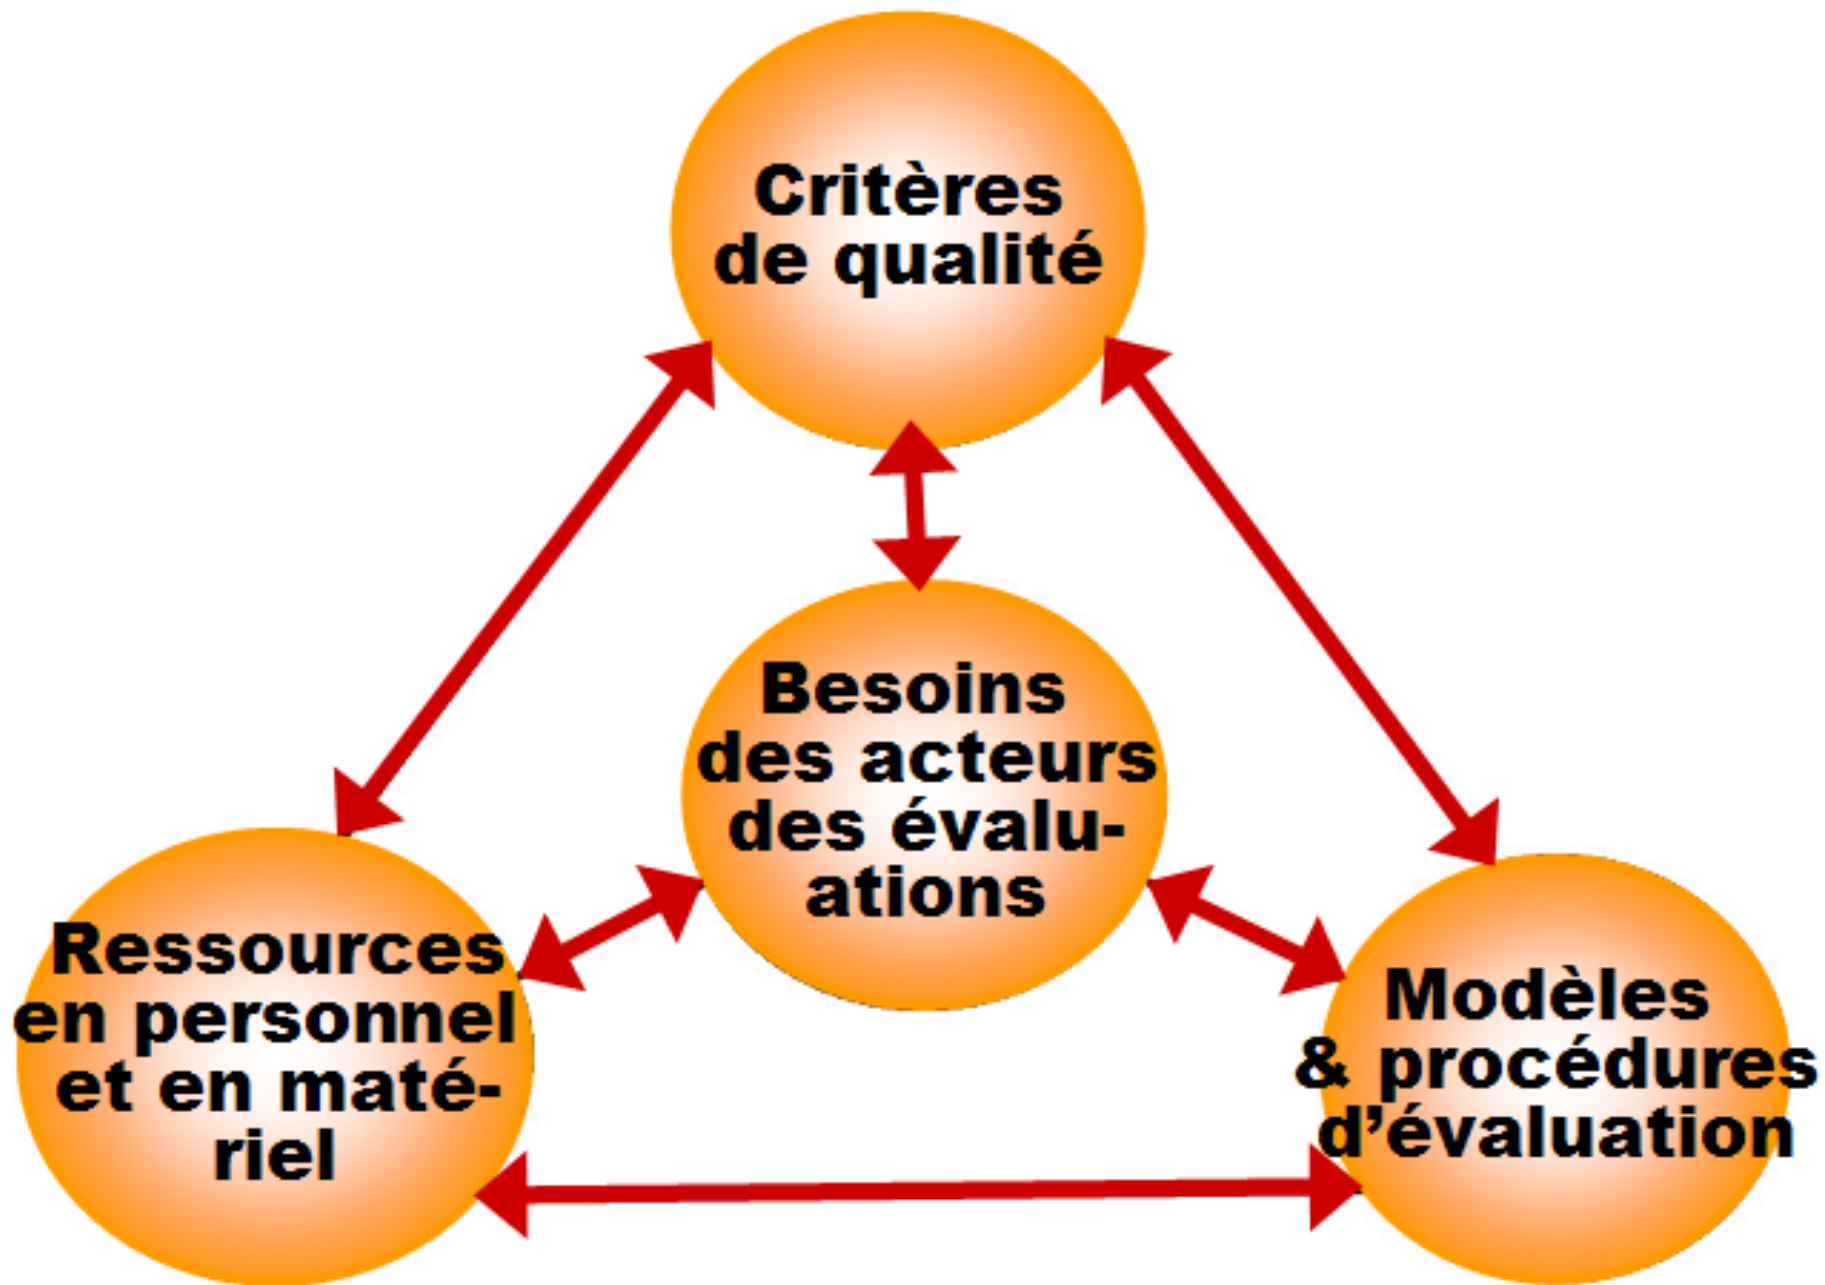 Critères
de qualité
Besoins
des acteurs
des évalu-
ations
Ressources
en personnel
et en maté-
riel
Modèles
& procédures
d’évaluation